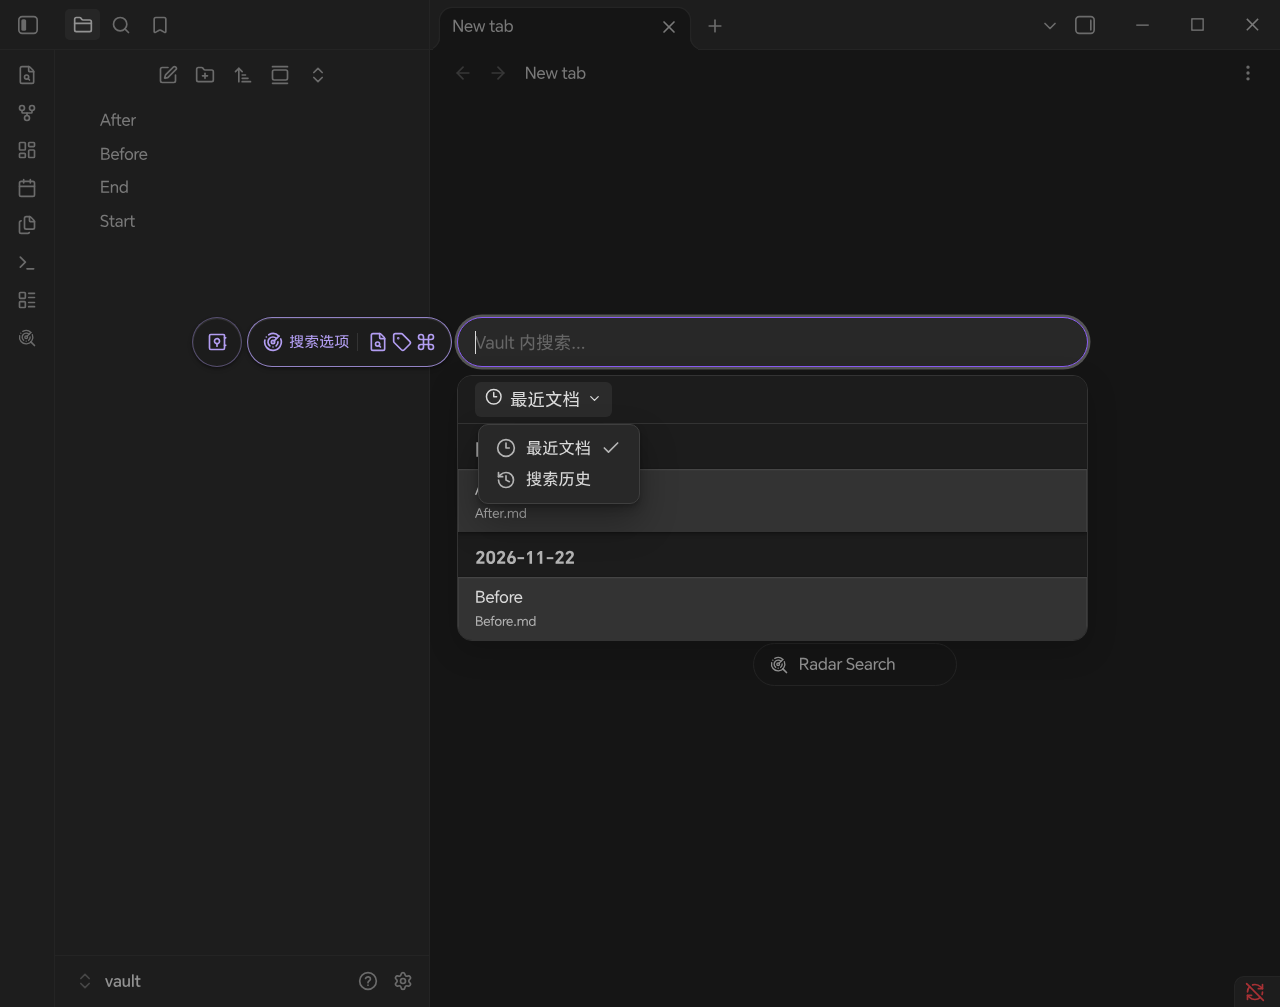 New tab
New tab
After
Before
End
Start
搜索选项
Vault 内搜索...
最近文档
最近文档
搜索历史
After.md
2026-11-22
Before
Before.md
Radar Search
vault